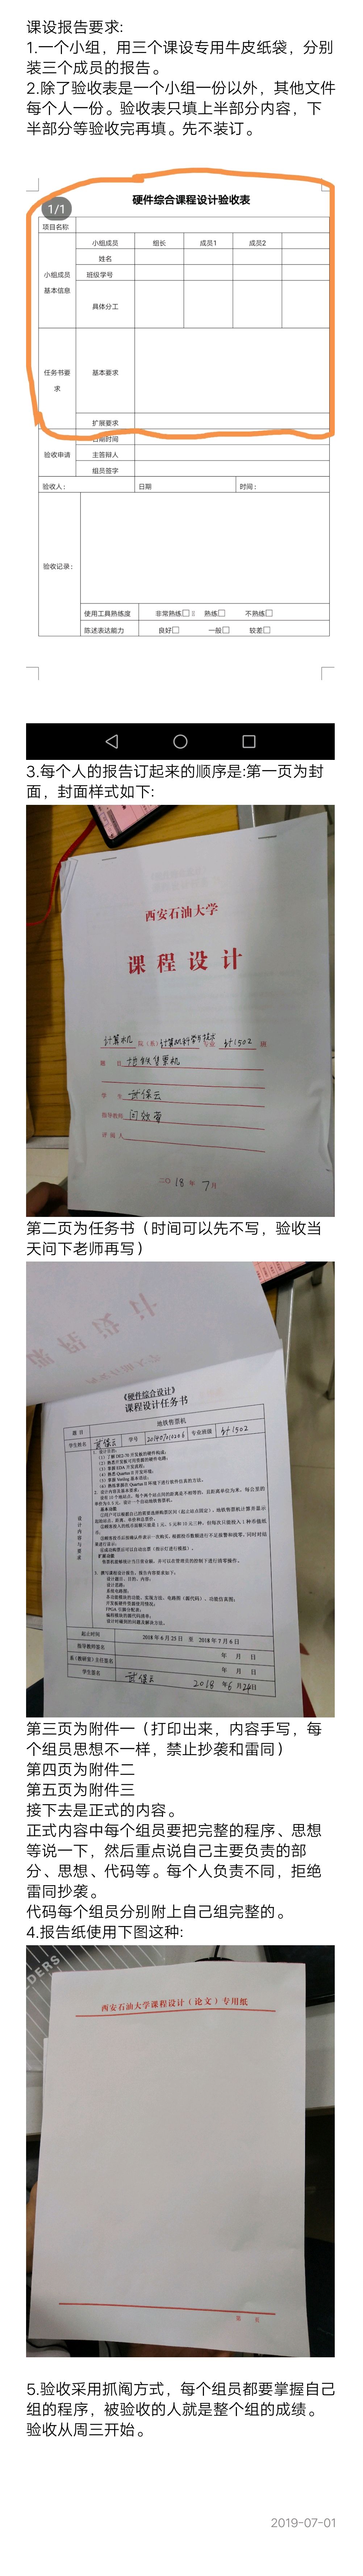 课设报告要求:
1.一个小组，用三个课设专用牛皮纸袋，分别
装三个成员的报告。
2.除了验收表是一个小组一份以外，其他文件
每个人一份。验收表只填上半部分内容，下
半部分等验收完再填。先不装订。
1/1
硬件综合课程设计验收表
项目名称
小组成员 组长 成员1 成员2
姓名
小组成员
基本信息
班级学号
具体分工
任务书要
求
基本要求
扩展要求
日期时间
验收申请 主答辩人
组员签字
验收人： 日期 时间：
验收记录：
使用工具熟练度 非常熟练□ 熟练□ 不熟练□
陈述表达能力 良好□ 一般□ 较差□
3.每个人的报告订起来的顺序是:第一页为封
面，封面样式如下:
西安石油大学
课 程 设 计
计算机 院（系）计算机科学与技术 专业 计1502 班
题 目 地铁售票机
学 生 武保云
指导教师 闫效莺
评 阅 人
二〇18 年 7 月
第二页为任务书（时间可以先不写，验收当
天问下老师再写）
《硬件综合设计》
课程设计任务书
题 目 地铁售票机
学生姓名 武保云 学号 专业班级 计1502
设计内容与要求
基本功能
扩展功能
起止时间 2018 年 6 月 25 日 至 2018 年 7 月 6 日
指导教师签名 年 月 日
系（教研室）主任签名 年 月 日
学生签名 武保云 2018 年 6 月 24 日
第三页为附件一（打印出来，内容手写，每
个组员思想不一样，禁止抄袭和雷同）
第四页为附件二
第五页为附件三
接下去是正式的内容。
正式内容中每个组员要把完整的程序、思想
等说一下，然后重点说自己主要负责的部
分、思想、代码等。每个人负责不同，拒绝
雷同抄袭。
代码每个组员分别附上自己组完整的。
4.报告纸使用下图这种:
DERS
西安石油大学课程设计（论文）专用纸
第 页
5.验收采用抓阄方式，每个组员都要掌握自己
组的程序，被验收的人就是整个组的成绩。
验收从周三开始。
2019-07-01